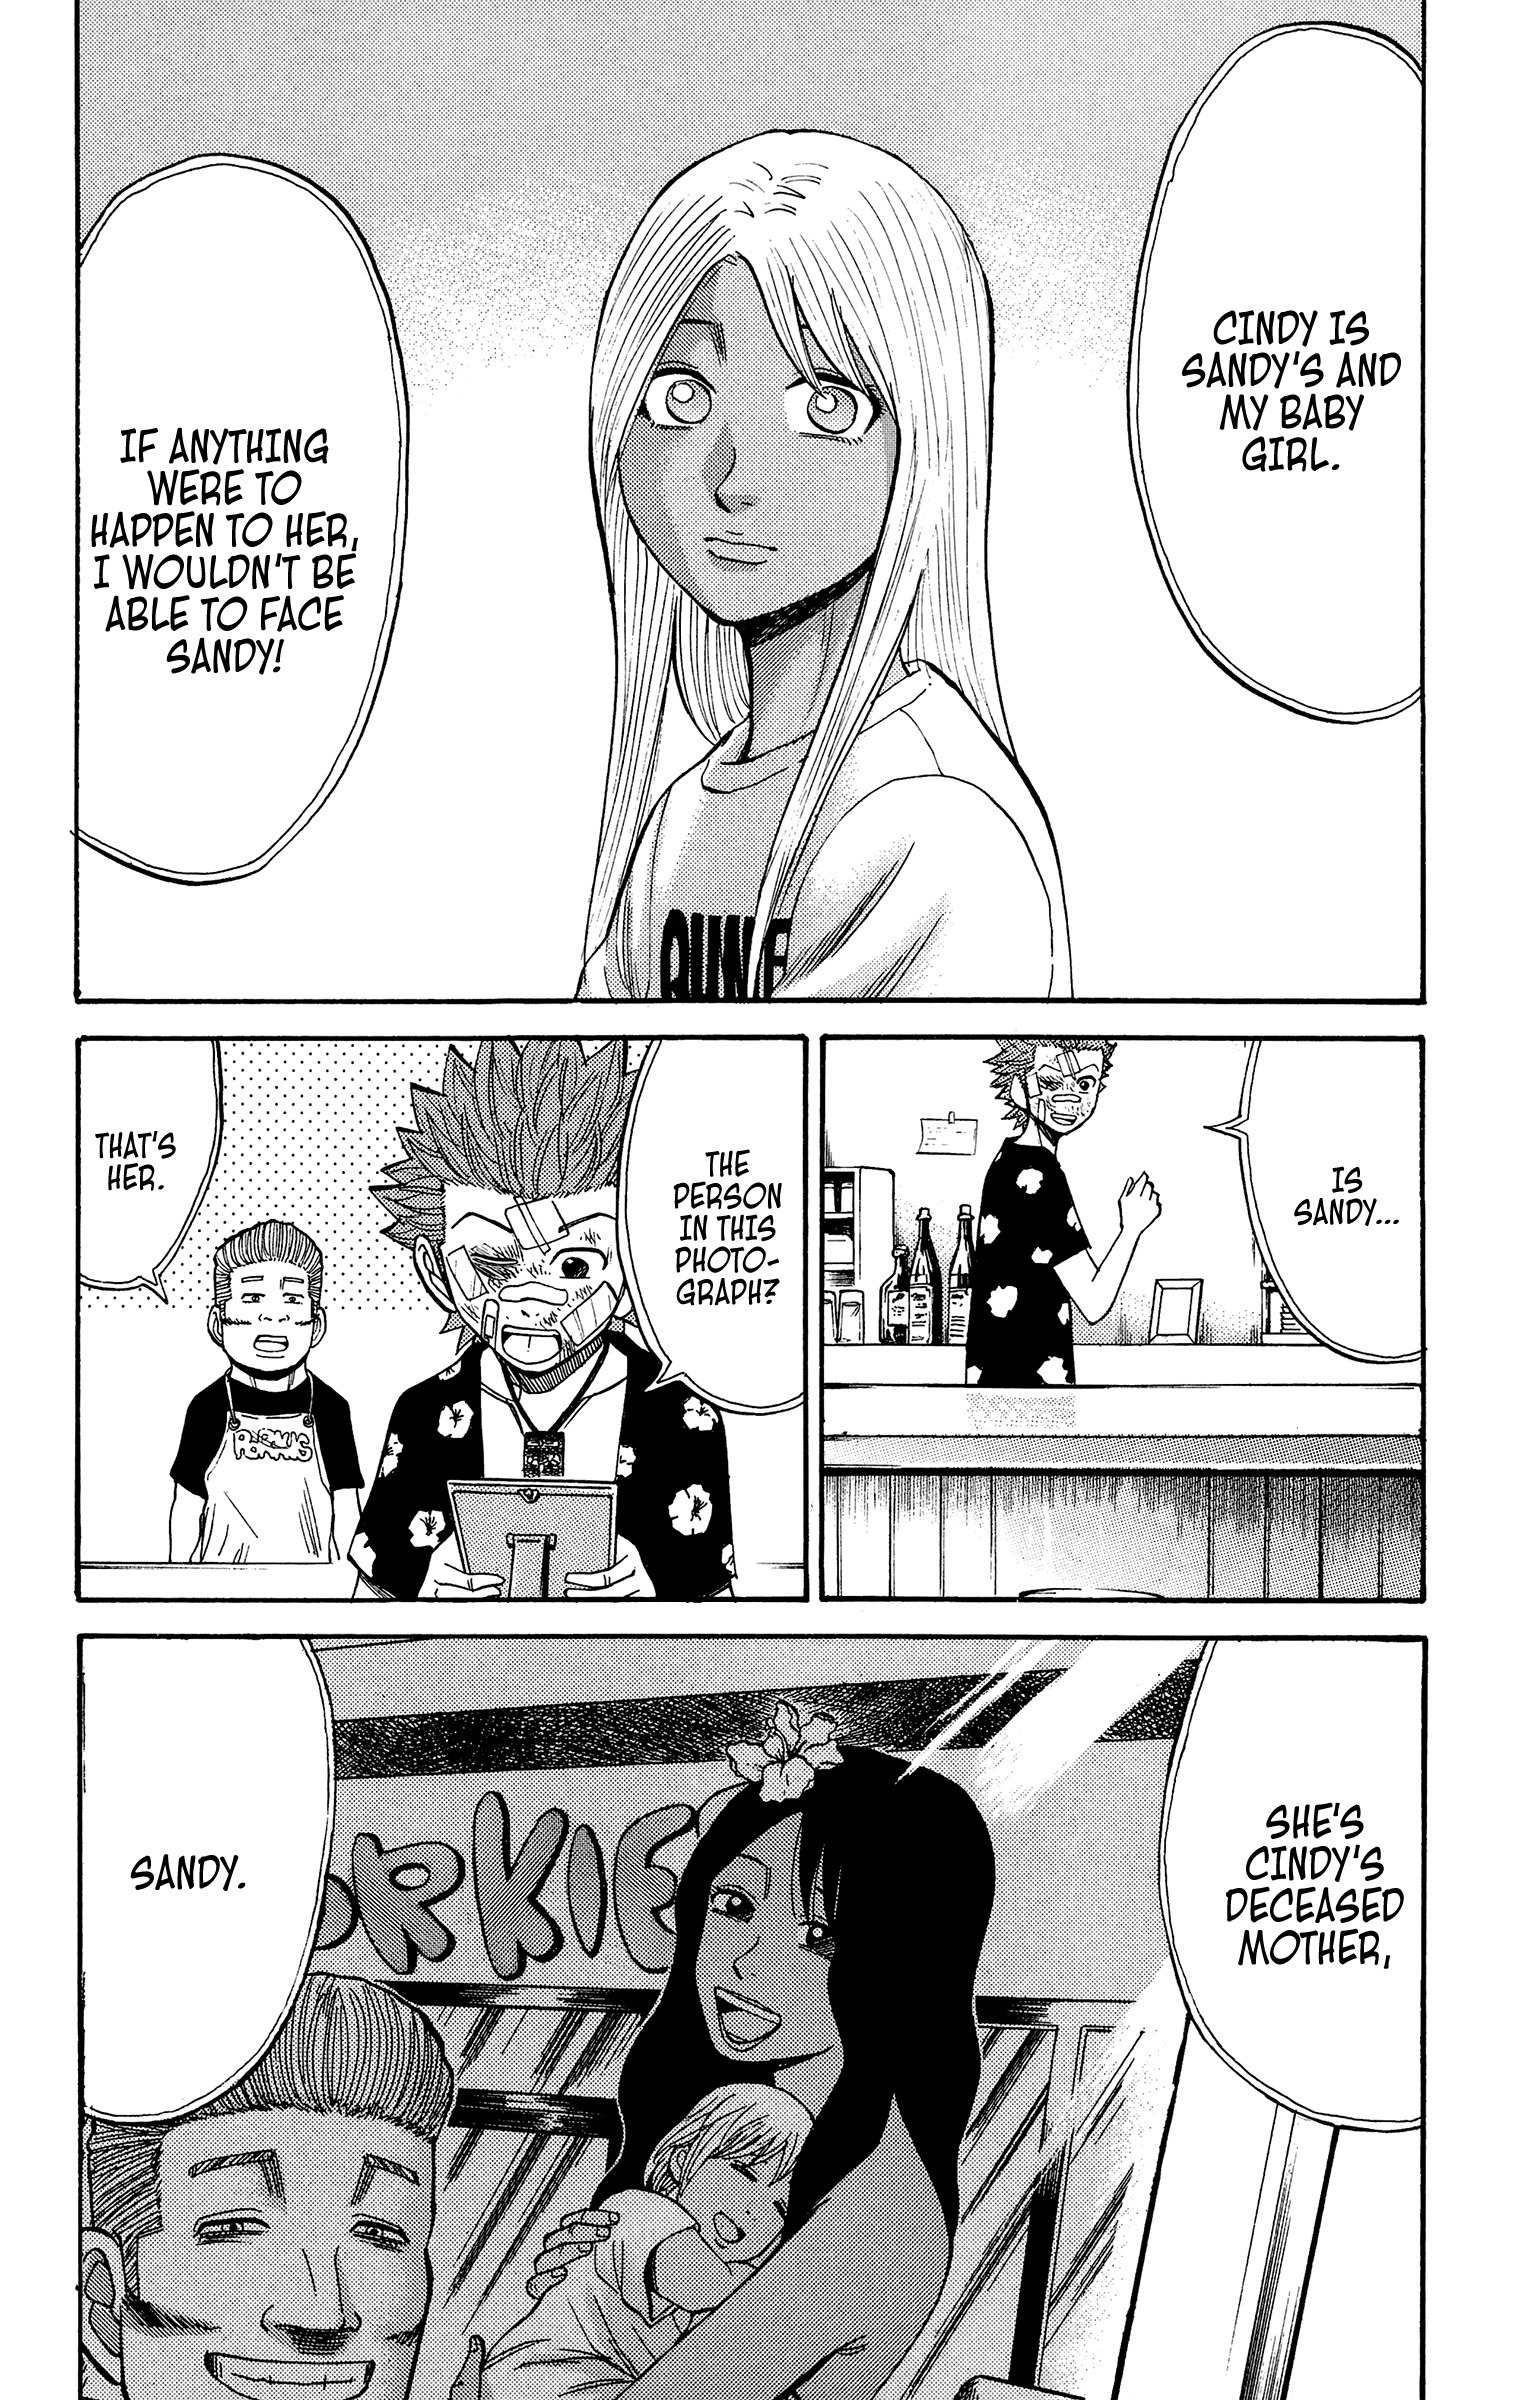 CINDY IS
SANDY'S AND
MY BABY
GIRL.
IF ANYTHING
WERE TO
HAPPEN TO HER,
I WOULDN'T BE
ABLE TO FACE
SANDY!
IS
SANDY...
THE
PERSON
IN THIS
PHOTO-
GRAPH?
THAT'S
HER.
SHE'S
CINDY'S
DECEASED
MOTHER,
SANDY.